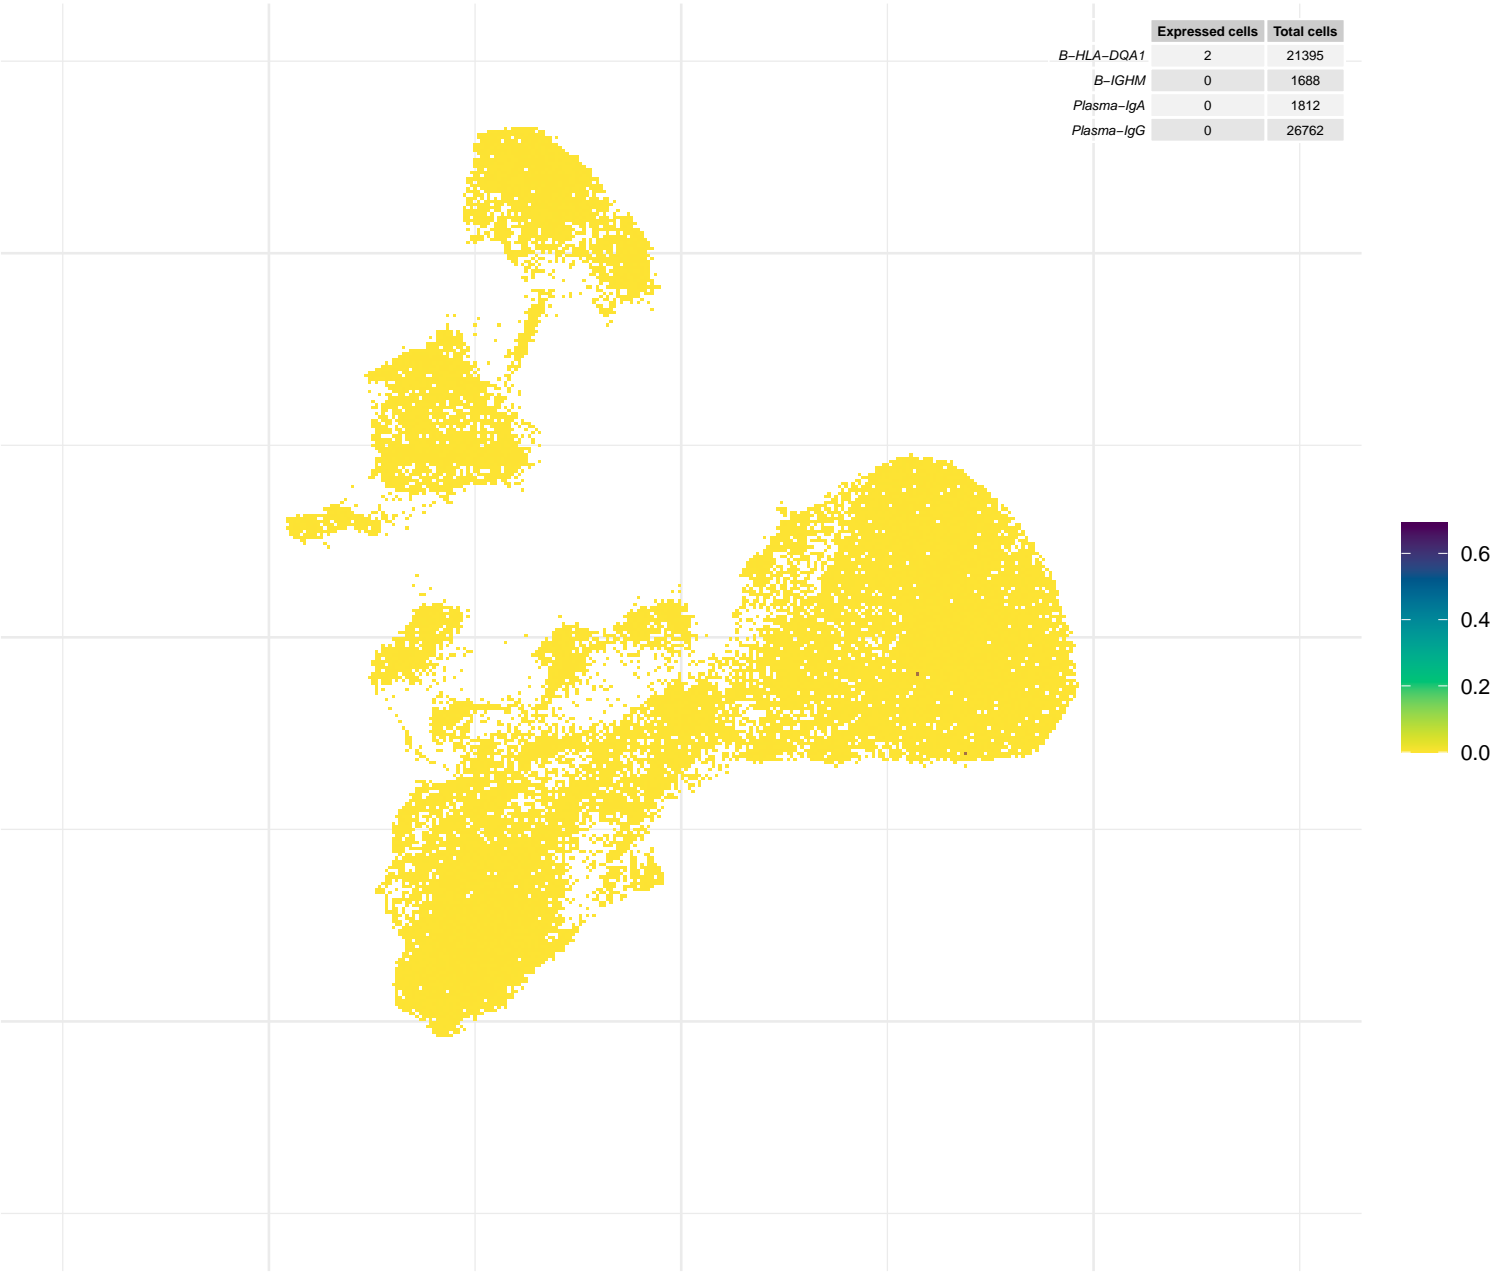 Expressed cells Total cells
B−HLA−DQA1 2 21395
B−IGHM 0 1688
Plasma−IgA 0 1812
Plasma−IgG 0 26762
0.6
0.4
0.2
0.0